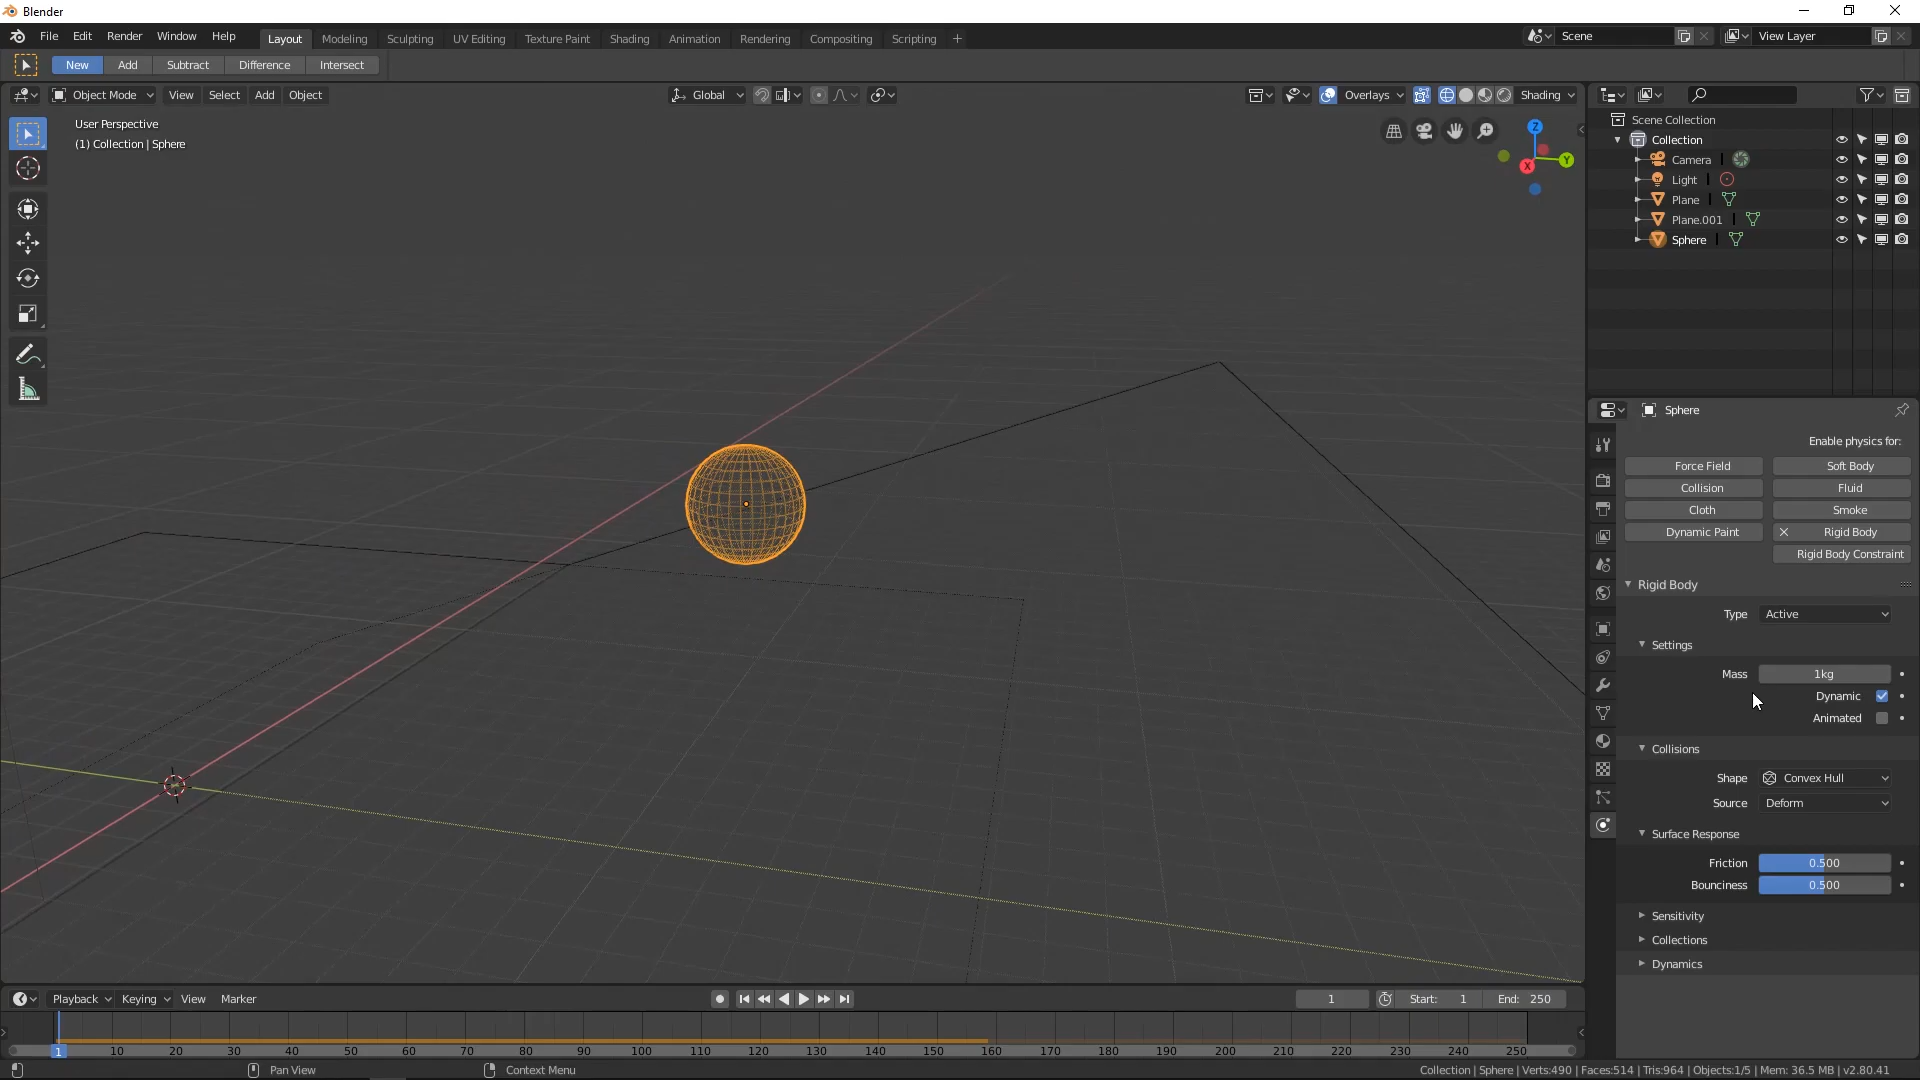 Blender
File Edit Render Window Help Layout Modeling Sculpting UV Editing Texture Paint Shading Animation Rendering Compositing Scripting + Scene View Layer
New Add Subtract Difference Intersect
Object Mode View Select Add Object Global Overlays Shading
User Perspective
(1) Collection | Sphere
Z
Y
X
Scene Collection
Collection
Camera
Light
Plane
Plane.001
Sphere
Sphere
Enable physics for:
Force Field Soft Body
Collision Fluid
Cloth Smoke
Dynamic Paint Rigid Body
Rigid Body Constraint
Rigid Body
Type Active
Settings
Mass 1kg
Dynamic
Animated
Collisions
Shape Convex Hull
Source Deform
Surface Response
Friction 0.500
Bounciness 0.500
Sensitivity
Collections
Dynamics
Playback Keying View Marker 1 Start: 1 End: 250
1 10 20 30 40 50 60 70 80 90 100 110 120 130 140 150 160 170 180 190 200 210 220 230 240 250
Pan View Context Menu Collection | Sphere | Verts:490 | Faces:514 | Tris:964 | Objects:1/5 | Mem: 36.5 MB | v2.80.41